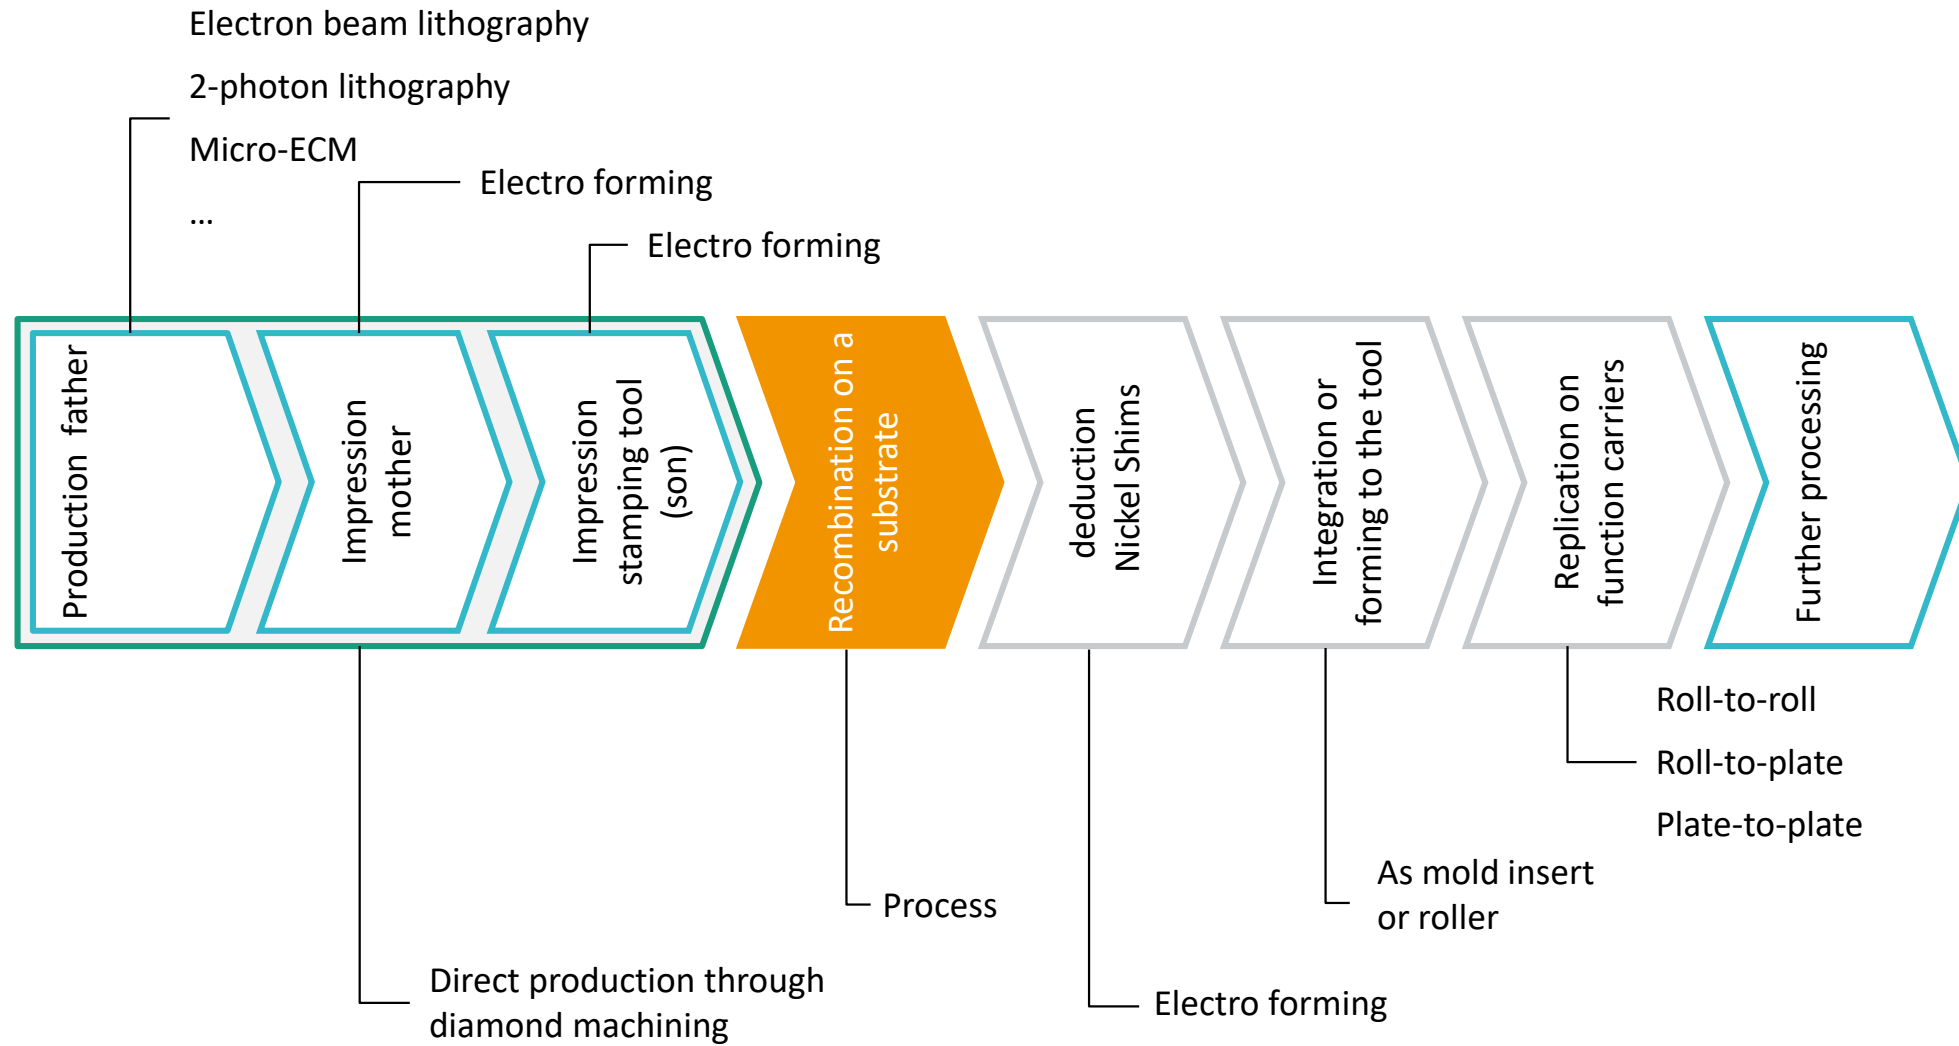 Electron beam lithography
2-photon lithography
Micro-ECM
...
Electro forming
Electro forming
Production father
Impression
mother
Impression
stamping tool
(son)
Recombination on a
substrate
deduction
Nickel Shims
Integration or
forming to the tool
Replication on
function carriers
Further processing
Roll-to-roll
Roll-to-plate
Plate-to-plate
As mold insert
or roller
Process
Direct production through
diamond machining
Electro forming